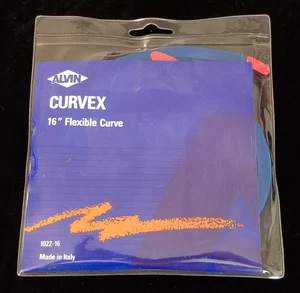 ALVIN
CURVEX
16" Flexible Curve
1022-16
Made in Italy